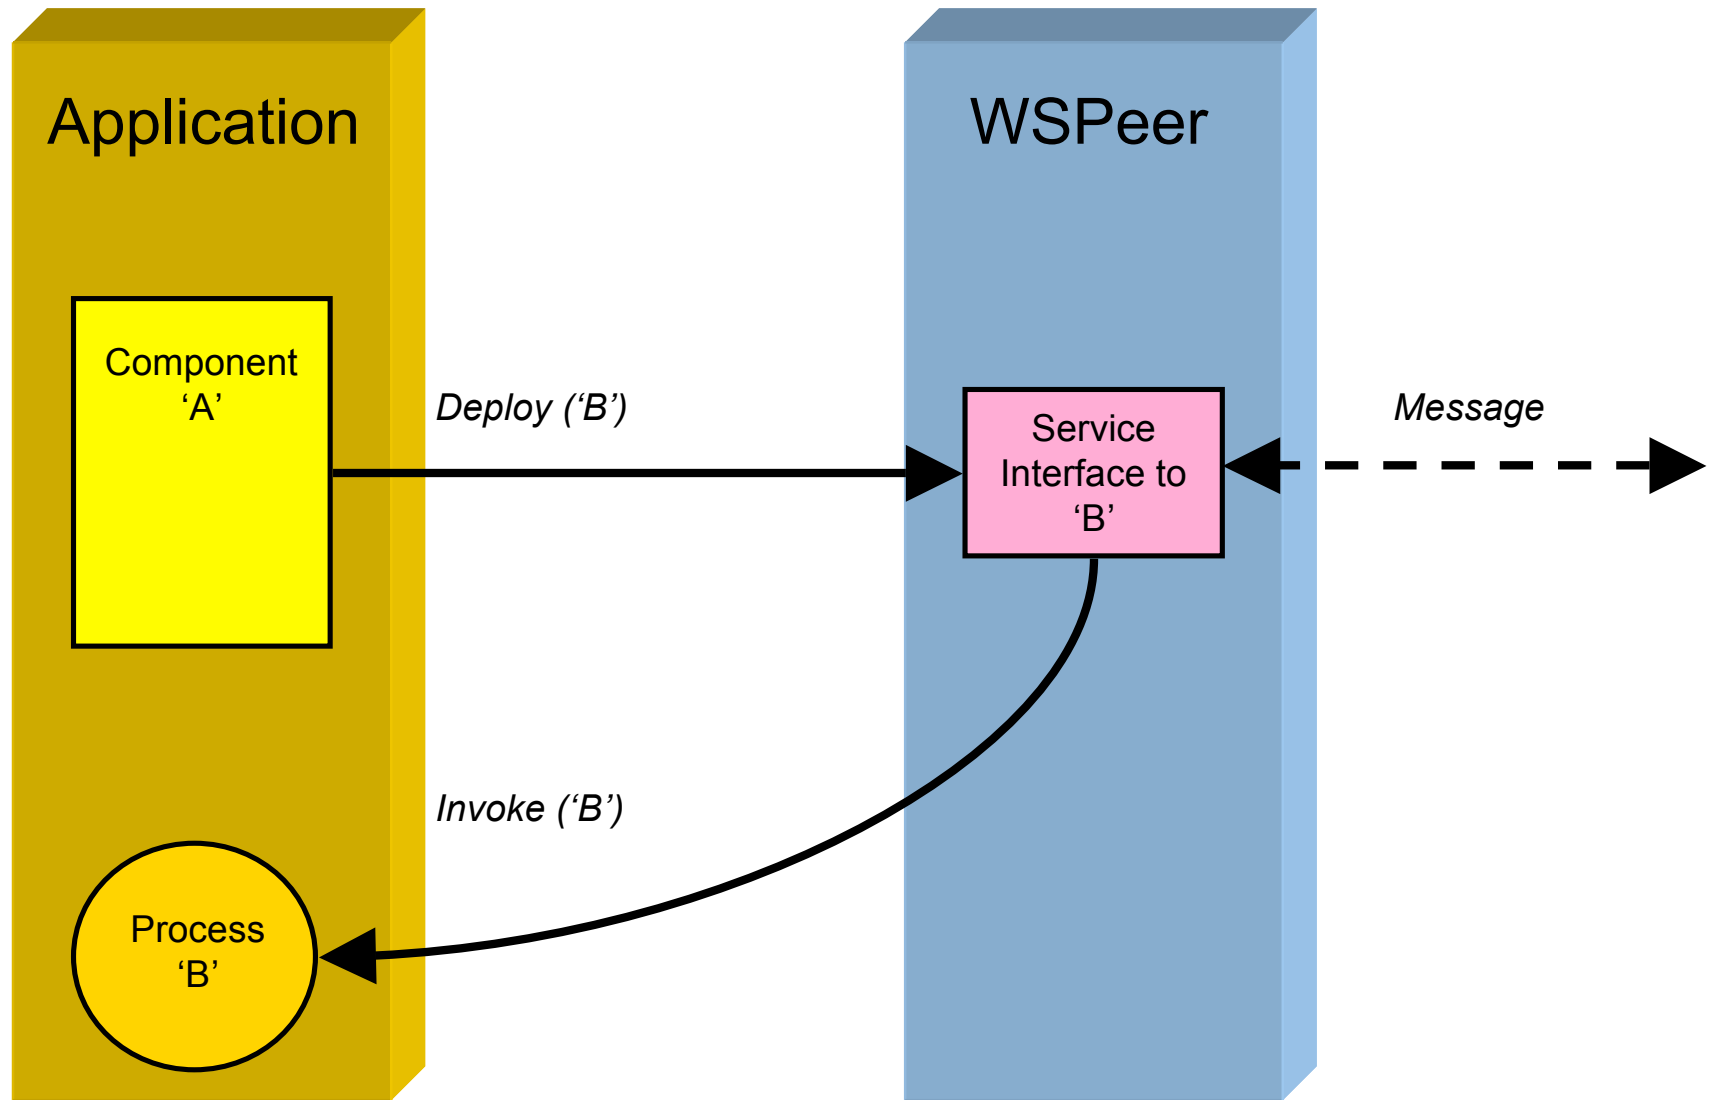 Application
WSPeer
Component
‘A’
Deploy (‘B’)
Service
Interface to
‘B’
Message
Invoke (‘B’)
Process
‘B’